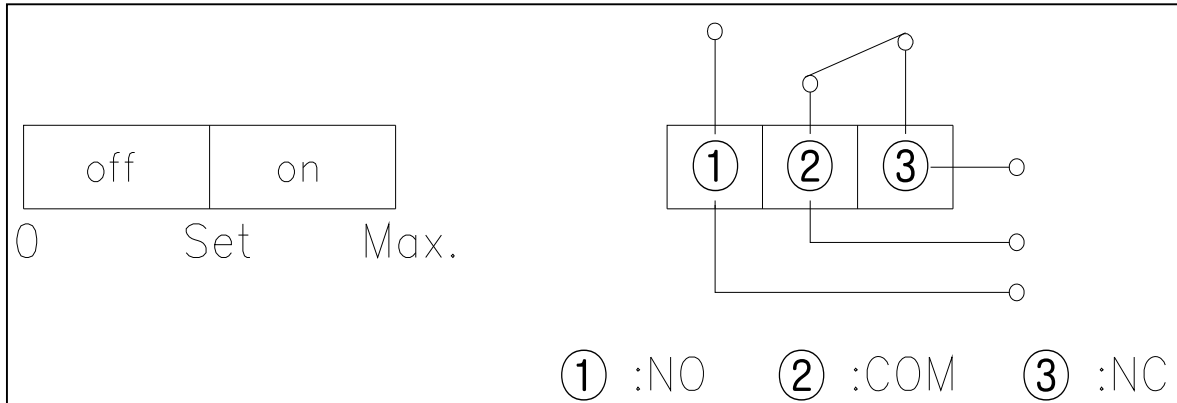 off on ① ② ③
0 Set Max.
① :NO ② :COM ③ :NC